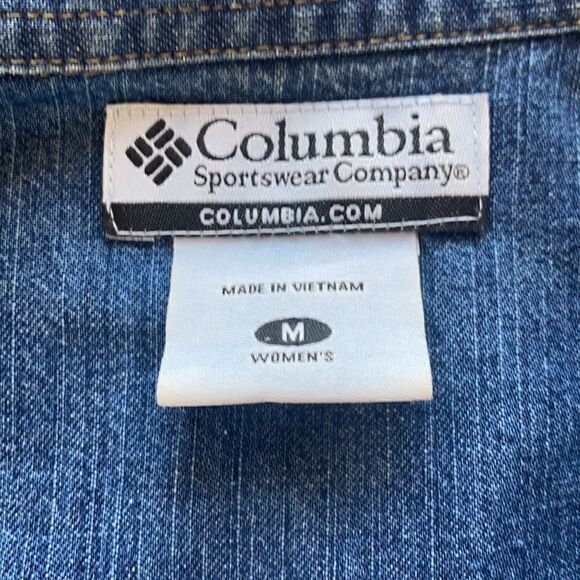 Columbia
Sportswear Company®
COLUMBIA.COM
MADE IN VIETNAM
M
WOMEN'S